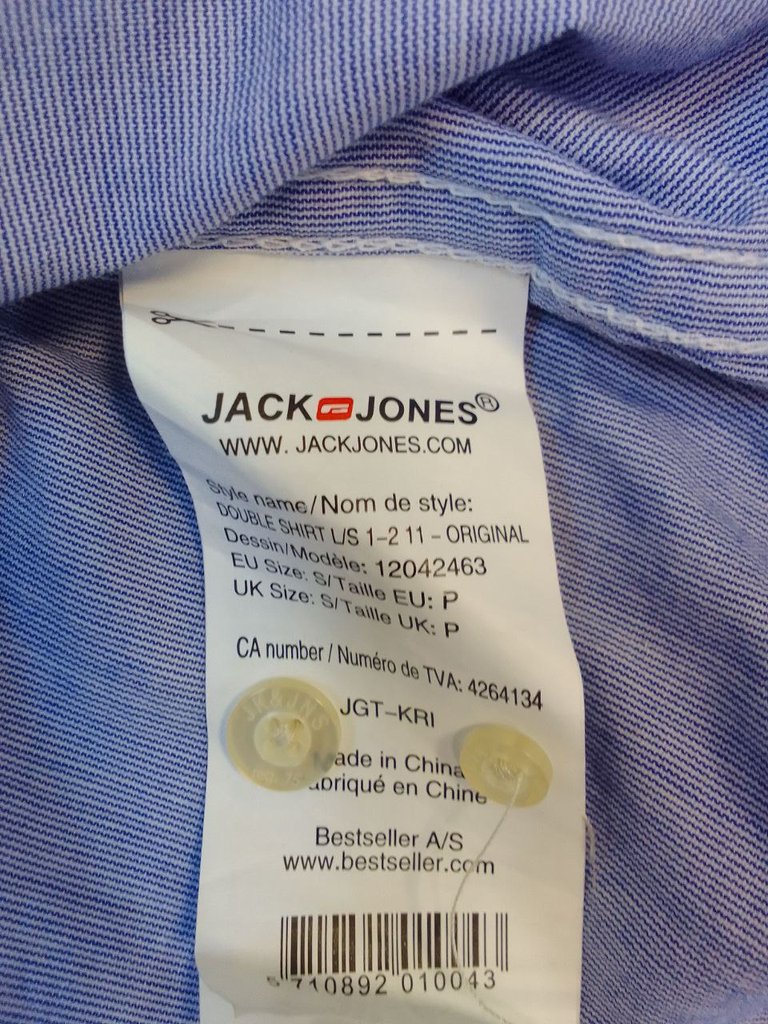 JACK JONES®
WWW. JACKJONES.COM
Style name/Nom de style:
DOUBLE SHIRT L/S 1-2 11 - ORIGINAL
Dessin/Modèle: 12042463
EU Size: S/Taille EU: P
UK Size: S/Taille UK: P
CA number / Numéro de TVA: 4264134
JGT-KRI
ade in China
abriqué en Chine
Bestseller A/S
www.bestseller.com
5 710892 010043